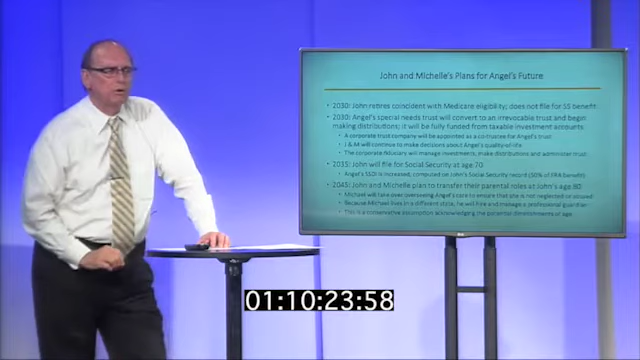 John and Michelle's Plans for Angel's Future
• 2030: John retires coincident with Medicare eligibility; does not file for SS benefit
• 2030: Angel's special needs trust will convert to an irrevocable trust and begin
making distributions; it will be fully funded from taxable investment accounts
• A corporate trust company will be appointed as a co-trustee for Angel's trust
• J & M will continue to make decisions about Angel's quality-of-life
• The corporate fiduciary will manage investments, make distributions and administer trust
• 2035: John will file for Social Security at age 70
• Angel's SSDI is increased, computed on John's Social Security record (50% of FRA benefit)
• 2045: John and Michelle plan to transfer their parental roles at John's age 80
• Michael will take over overseeing Angel's care to ensure that she is not neglected or abused
• Because Michael lives in a different state, he will hire and manage a professional guardian
• This is a conservative assumption acknowledging the potential diminishments of age
01:10:23:58